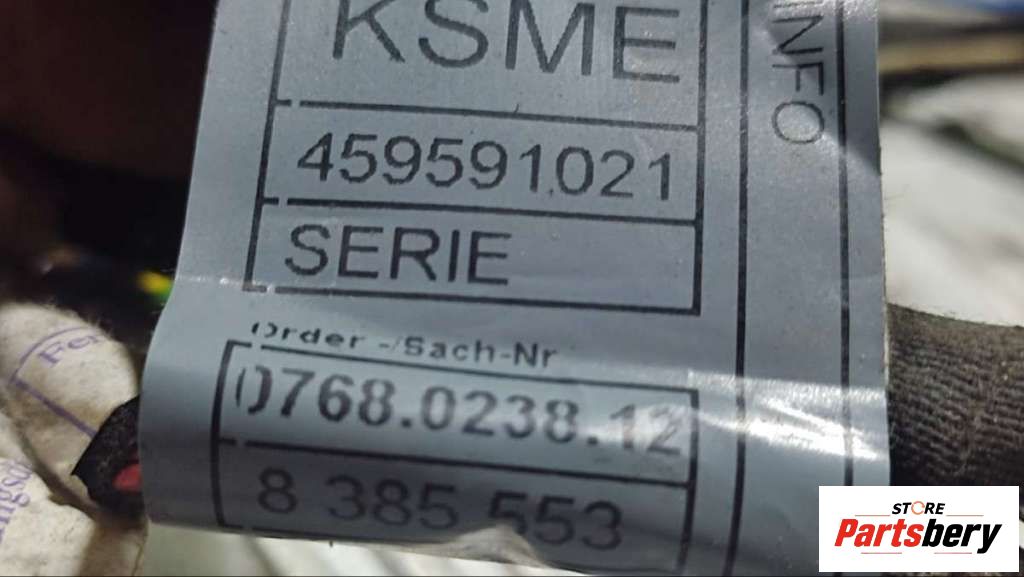 KSME
INFO
459591021
SERIE
Order -/Sach-Nr
0768.0238.12
8 385 553
STORE
Partsbery